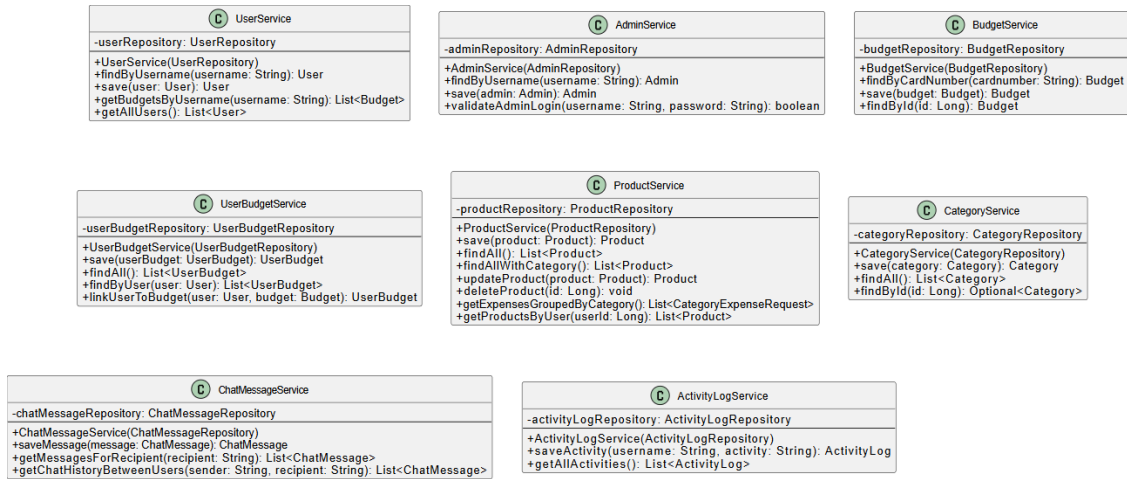 C UserService
-userRepository: UserRepository
+UserService(UserRepository)
+findByUsername(username: String): User
+save(user: User): User
+getBudgetsByUsername(username: String): List<Budget>
+getAllUsers(): List<User>
C AdminService
-adminRepository: AdminRepository
+AdminService(AdminRepository)
+findByUsername(username: String): Admin
+save(admin: Admin): Admin
+validateAdminLogin(username: String, password: String): boolean
C BudgetService
-budgetRepository: BudgetRepository
+BudgetService(BudgetRepository)
+findByCardNumber(cardnumber: String): Budget
+save(budget: Budget): Budget
+findById(id: Long): Budget
C UserBudgetService
-userBudgetRepository: UserBudgetRepository
+UserBudgetService(UserBudgetRepository)
+save(userBudget: UserBudget): UserBudget
+findAll(): List<UserBudget>
+findByUser(user: User): List<UserBudget>
+linkUserToBudget(user: User, budget: Budget): UserBudget
C ProductService
-productRepository: ProductRepository
+ProductService(ProductRepository)
+save(product: Product): Product
+findAll(): List<Product>
+findAllWithCategory(): List<Product>
+updateProduct(product: Product): Product
+deleteProduct(id: Long): void
+getExpensesGroupedByCategory(): List<CategoryExpenseRequest>
+getProductsByUser(userId: Long): List<Product>
C CategoryService
-categoryRepository: CategoryRepository
+CategoryService(CategoryRepository)
+save(category: Category): Category
+findAll(): List<Category>
+findById(id: Long): Optional<Category>
C ChatMessageService
-chatMessageRepository: ChatMessageRepository
+ChatMessageService(ChatMessageRepository)
+saveMessage(message: ChatMessage): ChatMessage
+getMessagesForRecipient(recipient: String): List<ChatMessage>
+getChatHistoryBetweenUsers(sender: String, recipient: String): List<ChatMessage>
C ActivityLogService
-activityLogRepository: ActivityLogRepository
+ActivityLogService(ActivityLogRepository)
+saveActivity(username: String, activity: String): ActivityLog
+getAllActivities(): List<ActivityLog>